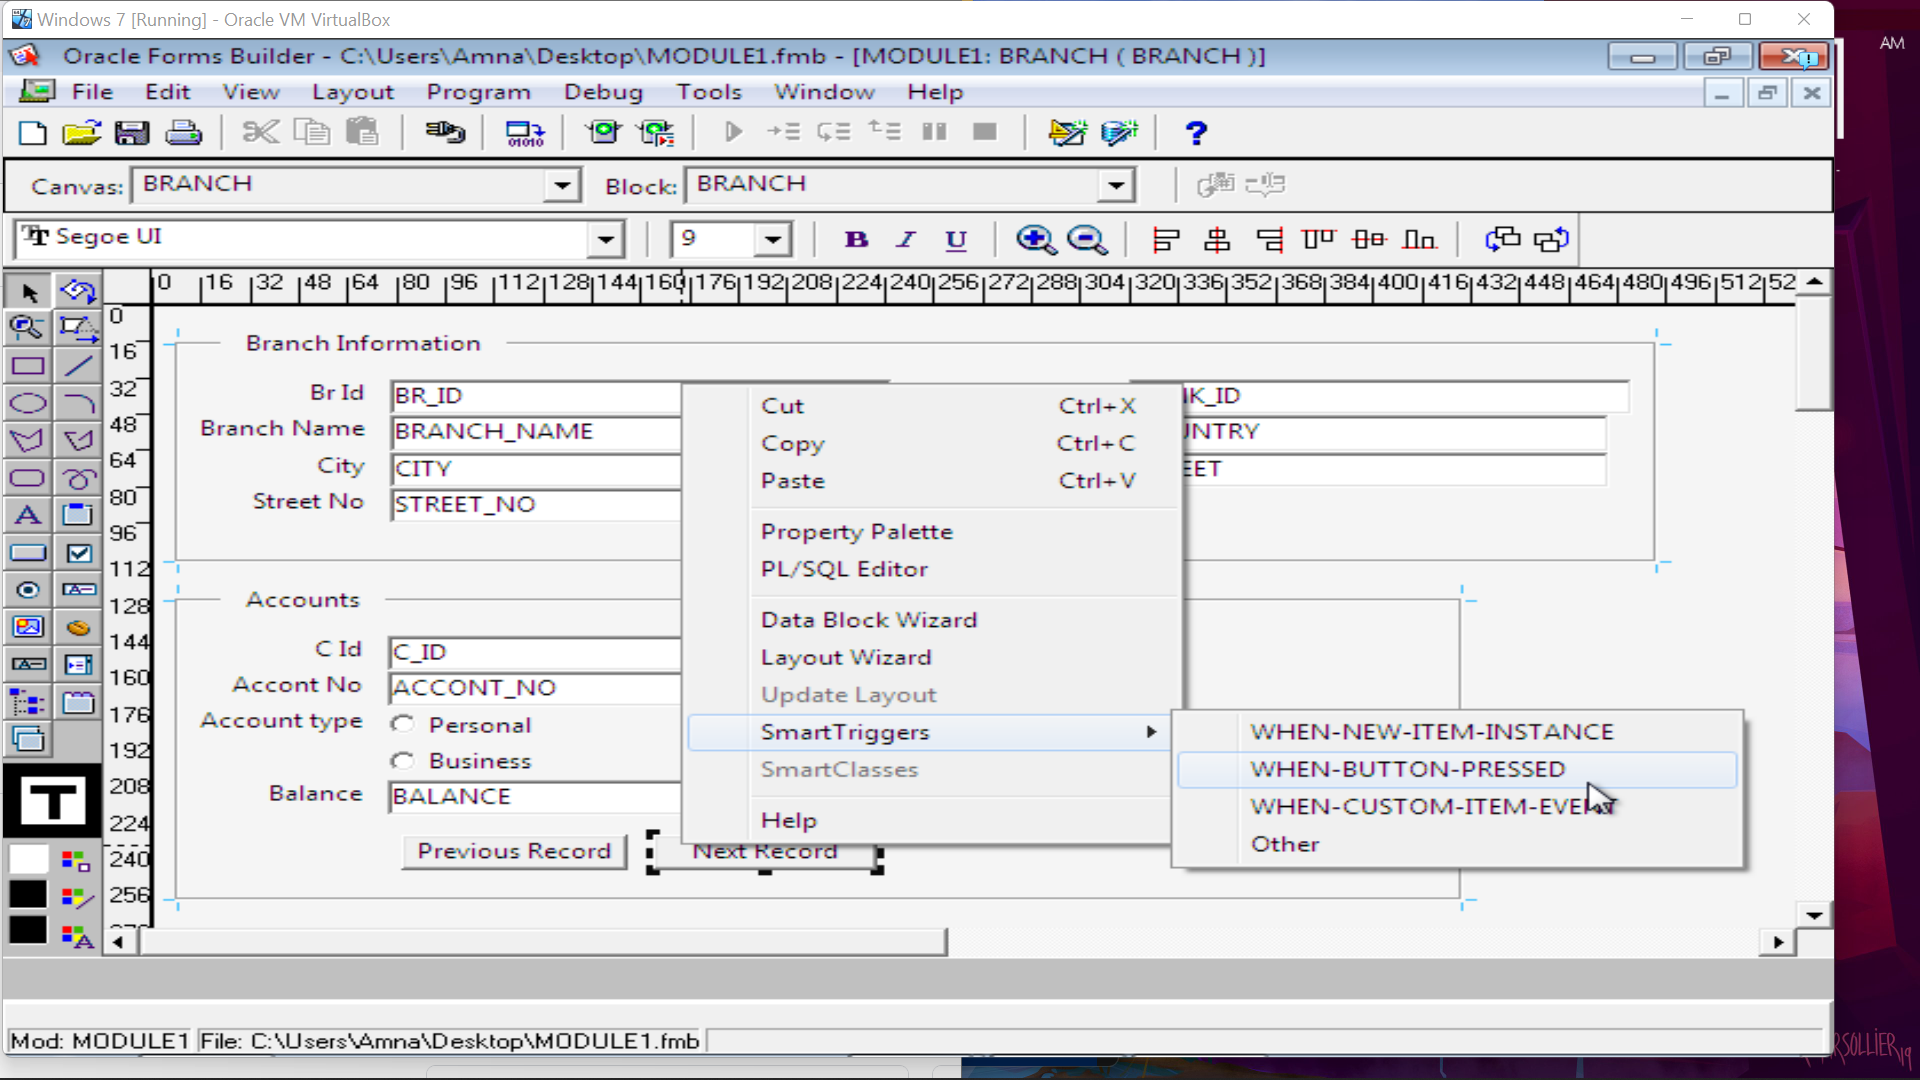 Windows 7 [Running] - Oracle VM VirtualBox
AM
Oracle Forms Builder - C:\Users\Amna\Desktop\MODULE1.fmb - [MODULE1: BRANCH ( BRANCH )]
File Edit View Layout Program Debug Tools Window Help
Canvas: BRANCH Block: BRANCH
Segoe UI 9 B I U
0 16 32 48 64 80 96 112 128 144 160 176 192 208 224 240 256 272 288 304 320 336 352 368 384 400 416 432 448 464 480 496 512 52
0
16
32
48
64
80
96
112
128
144
160
176
192
208
224
240
256
Branch Information
Br Id BR_ID IK_ID
Branch Name BRANCH_NAME UNTRY
City CITY EET
Street No STREET_NO
Accounts
C Id C_ID
Accont No ACCONT_NO
Account type Personal
Business
Balance BALANCE
Previous Record Next Record
Cut Ctrl+X
Copy Ctrl+C
Paste Ctrl+V
Property Palette
PL/SQL Editor
Data Block Wizard
Layout Wizard
Update Layout
SmartTriggers
SmartClasses
Help
WHEN-NEW-ITEM-INSTANCE
WHEN-BUTTON-PRESSED
WHEN-CUSTOM-ITEM-EVENT
Other
Mod: MODULE1 File: C:\Users\Amna\Desktop\MODULE1.fmb
RSOLLIER 19